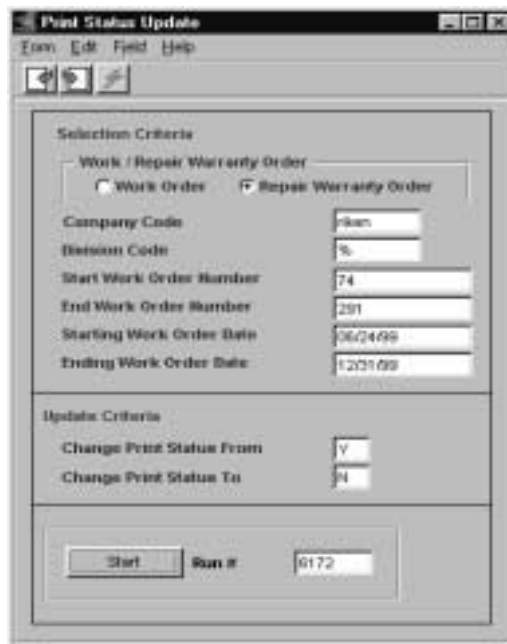 Print Status Update
Form Edit Field Help
Selection Criteria
Work / Repair Warranty Order
Work Order Repair Warranty Order
Company Code
Division Code %
Start Work Order Number 74
End Work Order Number 281
Starting Work Order Date 06/24/99
Ending Work Order Date 12/31/99
Update Criteria
Change Print Status From Y
Change Print Status To N
Start Run # 6172